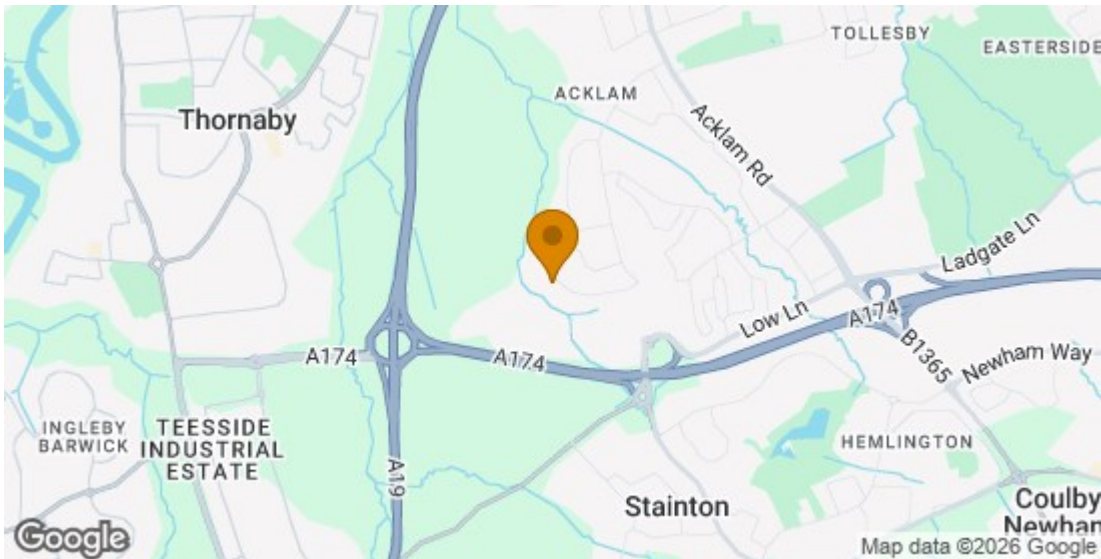 TOLLESBY
EASTERSIDE
ACKLAM
Thornaby
Acklam Rd
Ladgate Ln
Low Ln
A174
A174
A174
B1365
Newham Way
INGLEBY
BARWICK
TEESSIDE
INDUSTRIAL
ESTATE
A19
HEMLINGTON
Stainton
Coulby
Newham
Google
Map data ©2026 Google